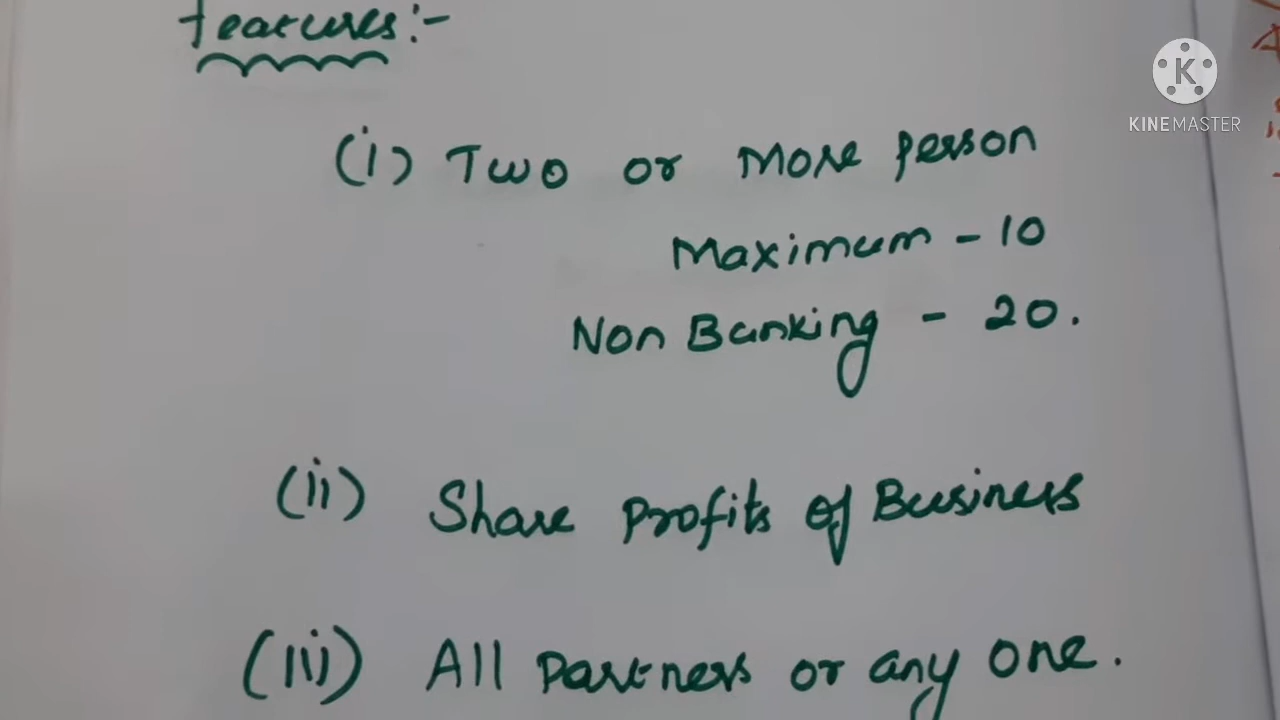 features:-
(i) Two or More person
Maximum - 10
Non Banking - 20.
(ii) Share Profits of Business
(iii) All Partners or any one.
K
KINEMASTER